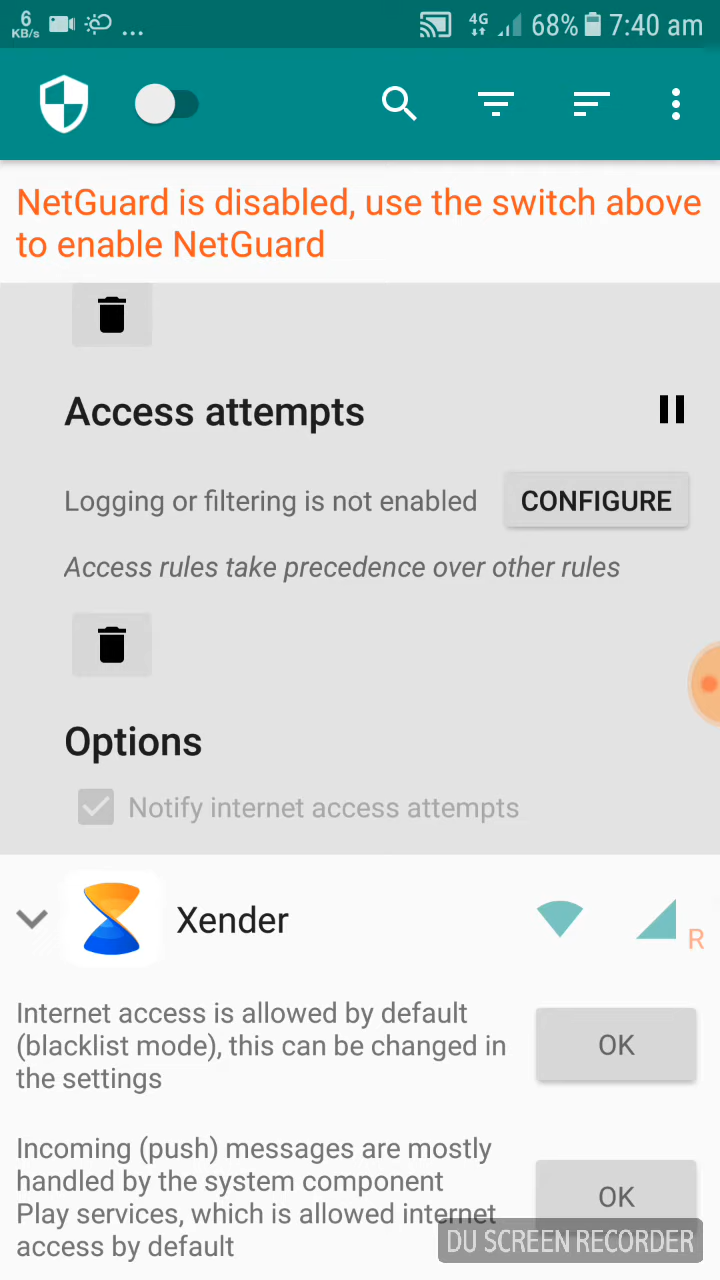 6
KB/s
...
4G
68%
7:40 am
NetGuard is disabled, use the switch above
to enable NetGuard
Access attempts
Logging or filtering is not enabled
CONFIGURE
Access rules take precedence over other rules
Options
Notify internet access attempts
Xender
R
Internet access is allowed by default
(blacklist mode), this can be changed in
the settings
OK
Incoming (push) messages are mostly
handled by the system component
Play services, which is allowed internet
access by default
OK
DU SCREEN RECORDER